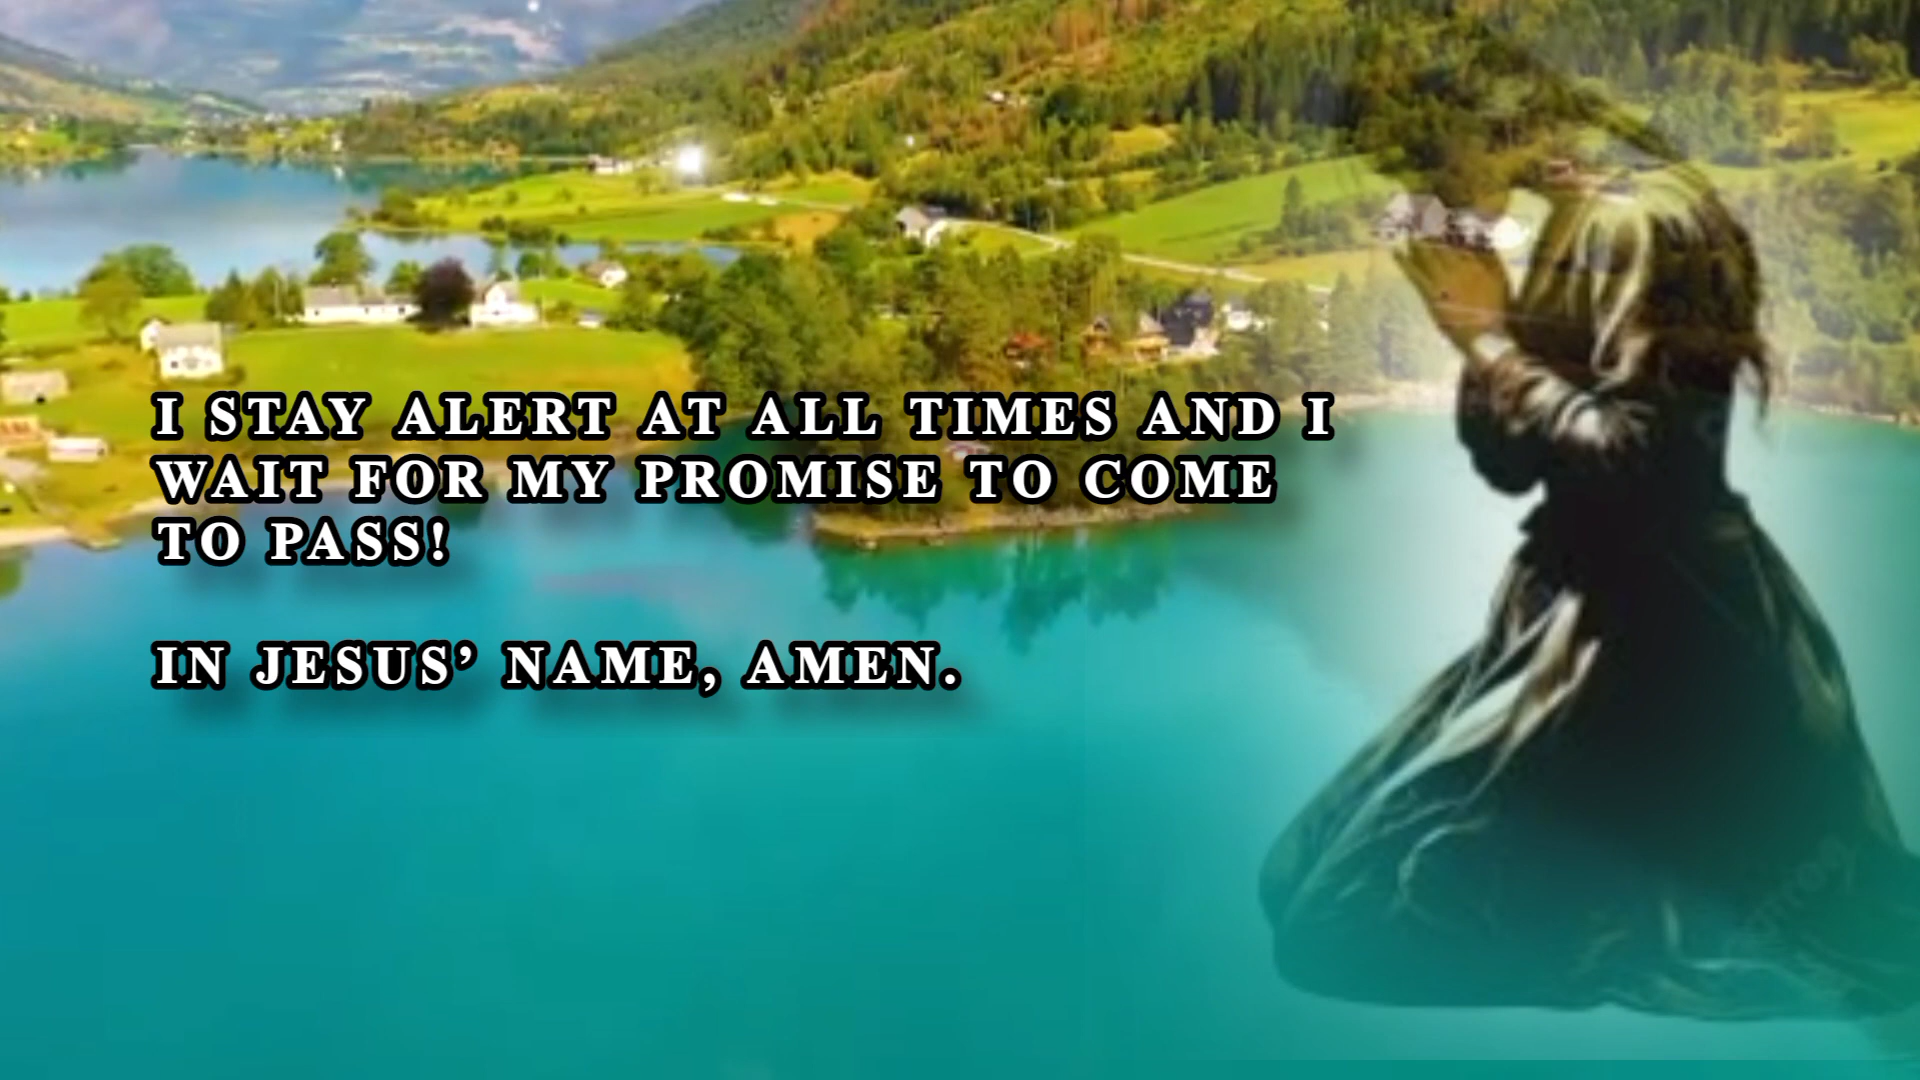 I STAY ALERT AT ALL TIMES AND I
WAIT FOR MY PROMISE TO COME
TO PASS!
IN JESUS’ NAME, AMEN.